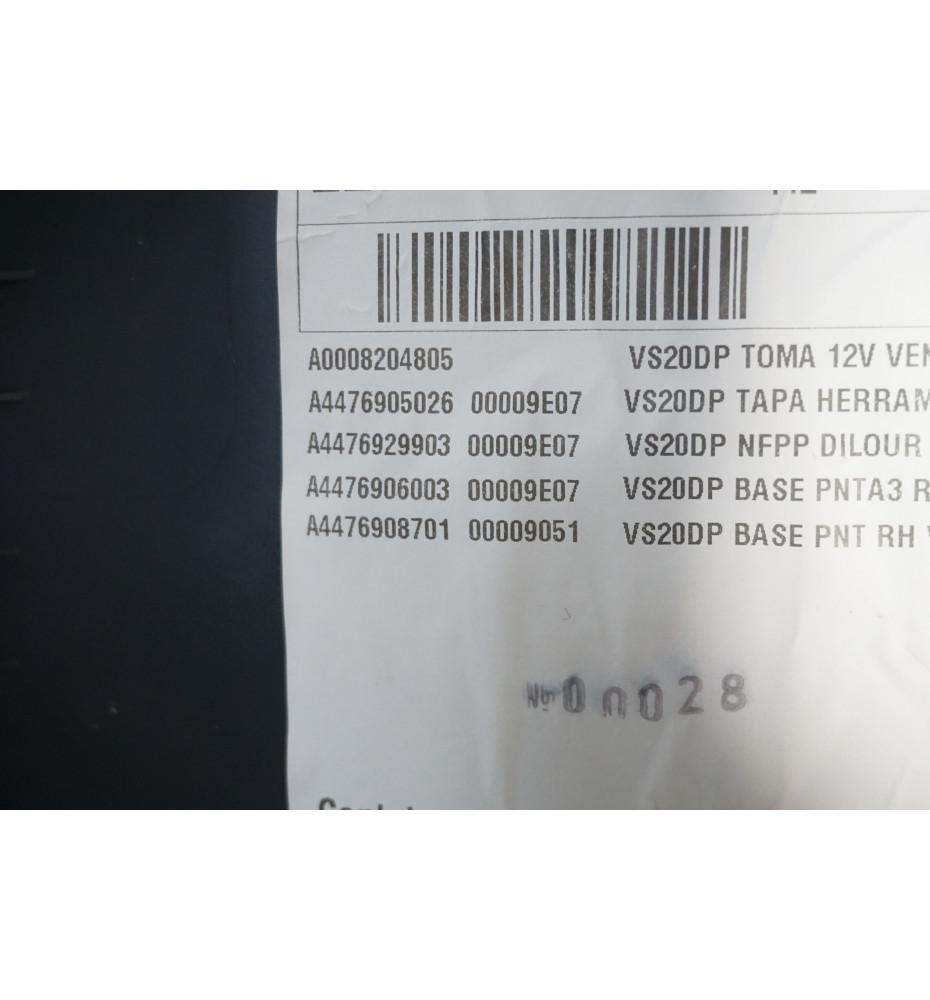 A0008204805 VS20DP TOMA 12V VEN
A4476905026 00009E07 VS20DP TAPA HERRAM
A4476929903 00009E07 VS20DP NFPP DILOUR
A4476906003 00009E07 VS20DP BASE PNTA3 R
A4476908701 00009051 VS20DP BASE PNT RH
00028